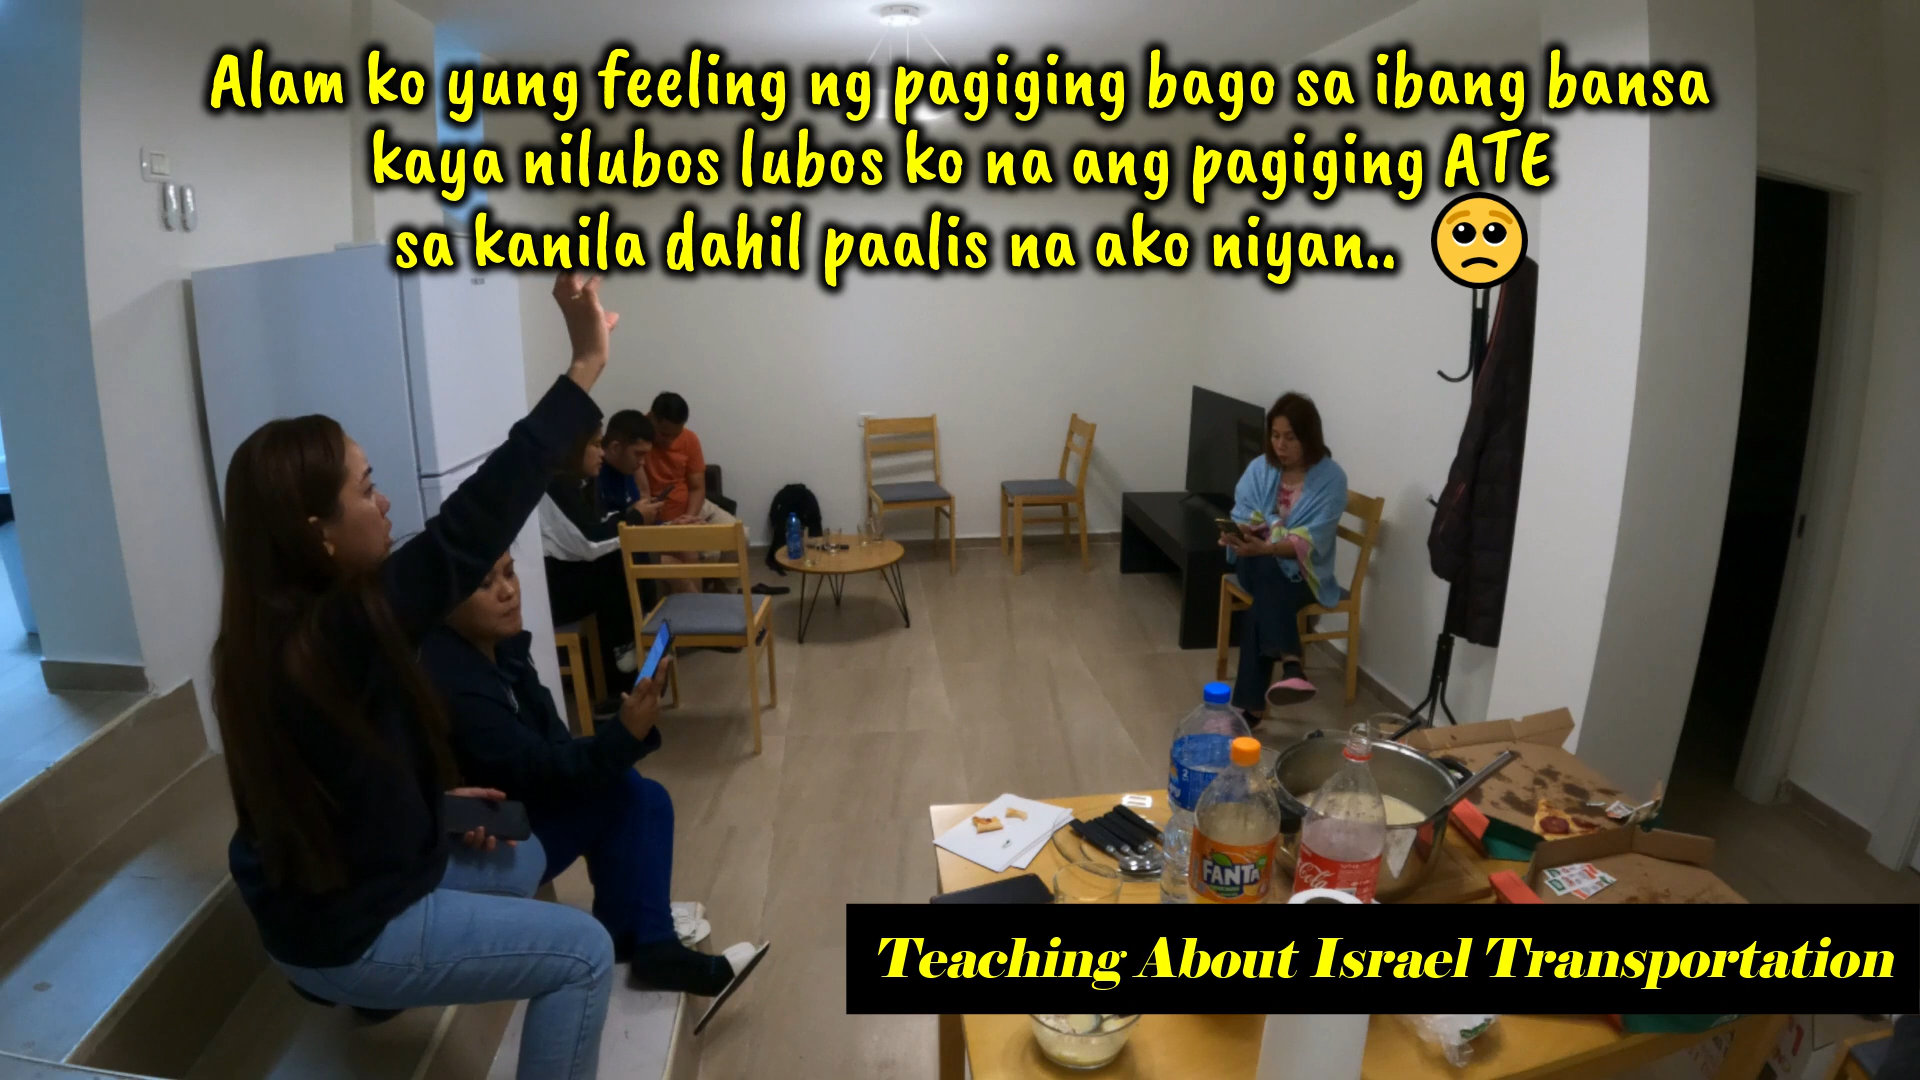 Alam ko yung feeling ng pagiging bago sa ibang bansa
kaya nilubos lubos ko na ang pagiging ATE
sa kanila dahil paalis na ako niyan.. 🥺
FANTA
Teaching About Israel Transportation